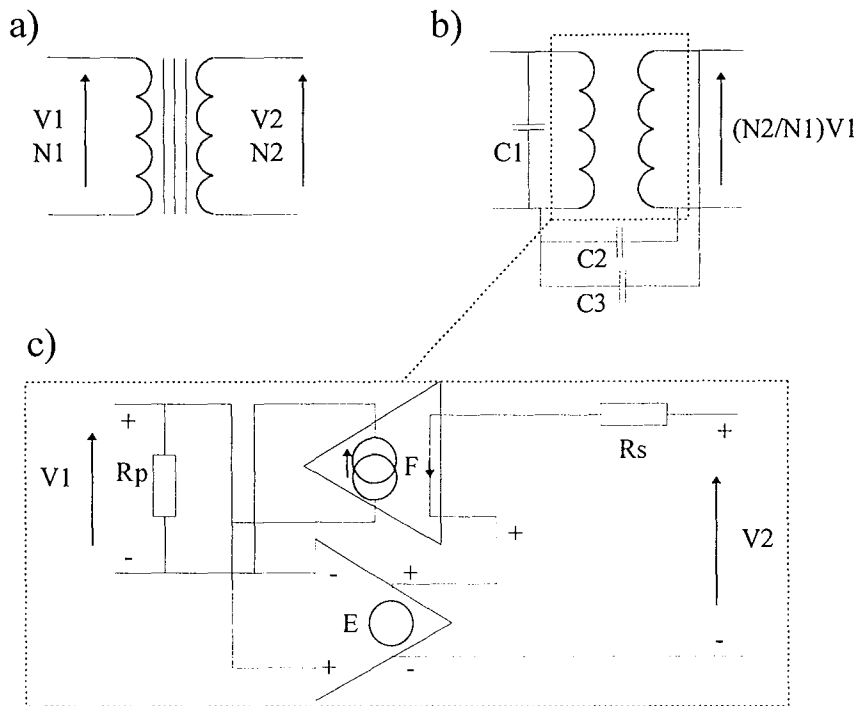 a)
V1
N1
V2
N2
b)
C1
(N2/N1)V1
C2
C3
c)
+
V1
Rp
-
F
Rs
+
+
V2
-
+
E
+
-
-